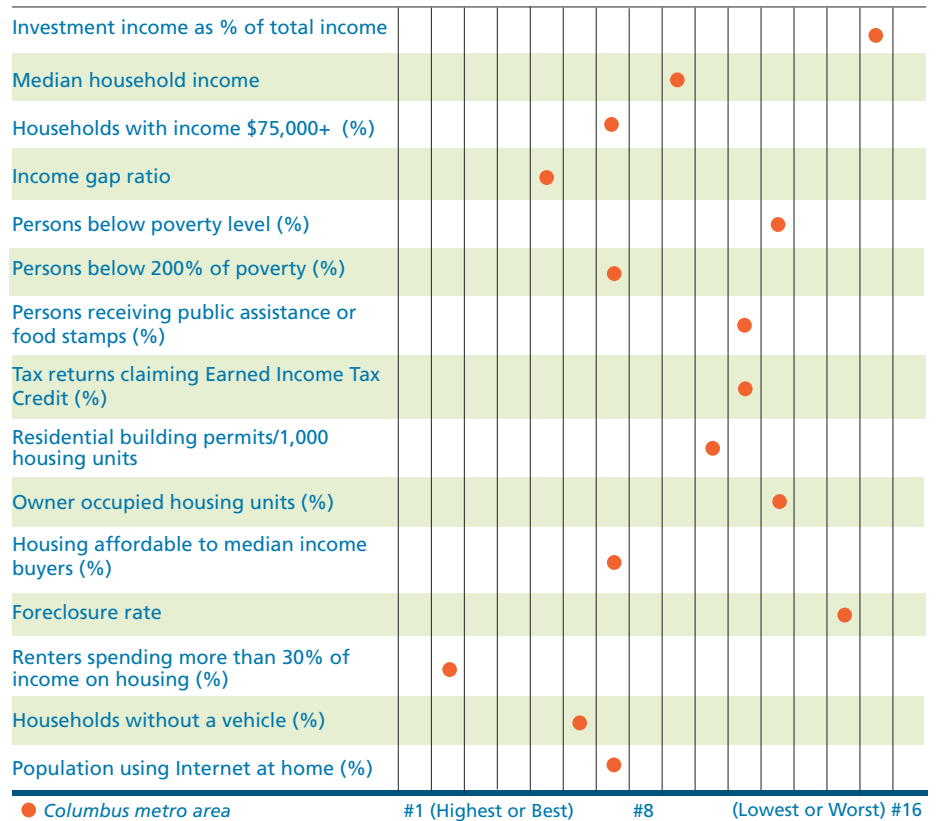 Investment income as % of total income
Median household income
Households with income $75,000+ (%)
Income gap ratio
Persons below poverty level (%)
Persons below 200% of poverty (%)
Persons receiving public assistance or
food stamps (%)
Tax returns claiming Earned Income Tax
Credit (%)
Residential building permits/1,000
housing units
Owner occupied housing units (%)
Housing affordable to median income
buyers (%)
Foreclosure rate
Renters spending more than 30% of
income on housing (%)
Households without a vehicle (%)
Population using Internet at home (%)
Columbus metro area #1 (Highest or Best) #8 (Lowest or Worst) #16